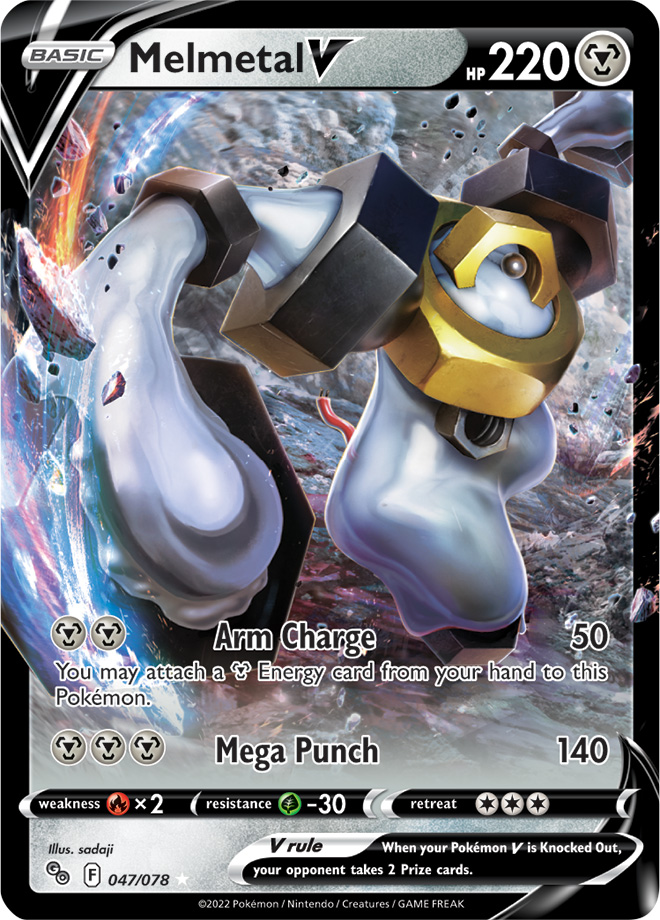 BASIC Melmetal V HP 220
Arm Charge 50
You may attach a Energy card from your hand to this
Pokémon.
Mega Punch 140
weakness ×2 resistance -30 retreat
Illus. sadaji
V rule When your Pokémon V is Knocked Out,
your opponent takes 2 Prize cards.
F 047/078
©2022 Pokémon / Nintendo / Creatures / GAME FREAK